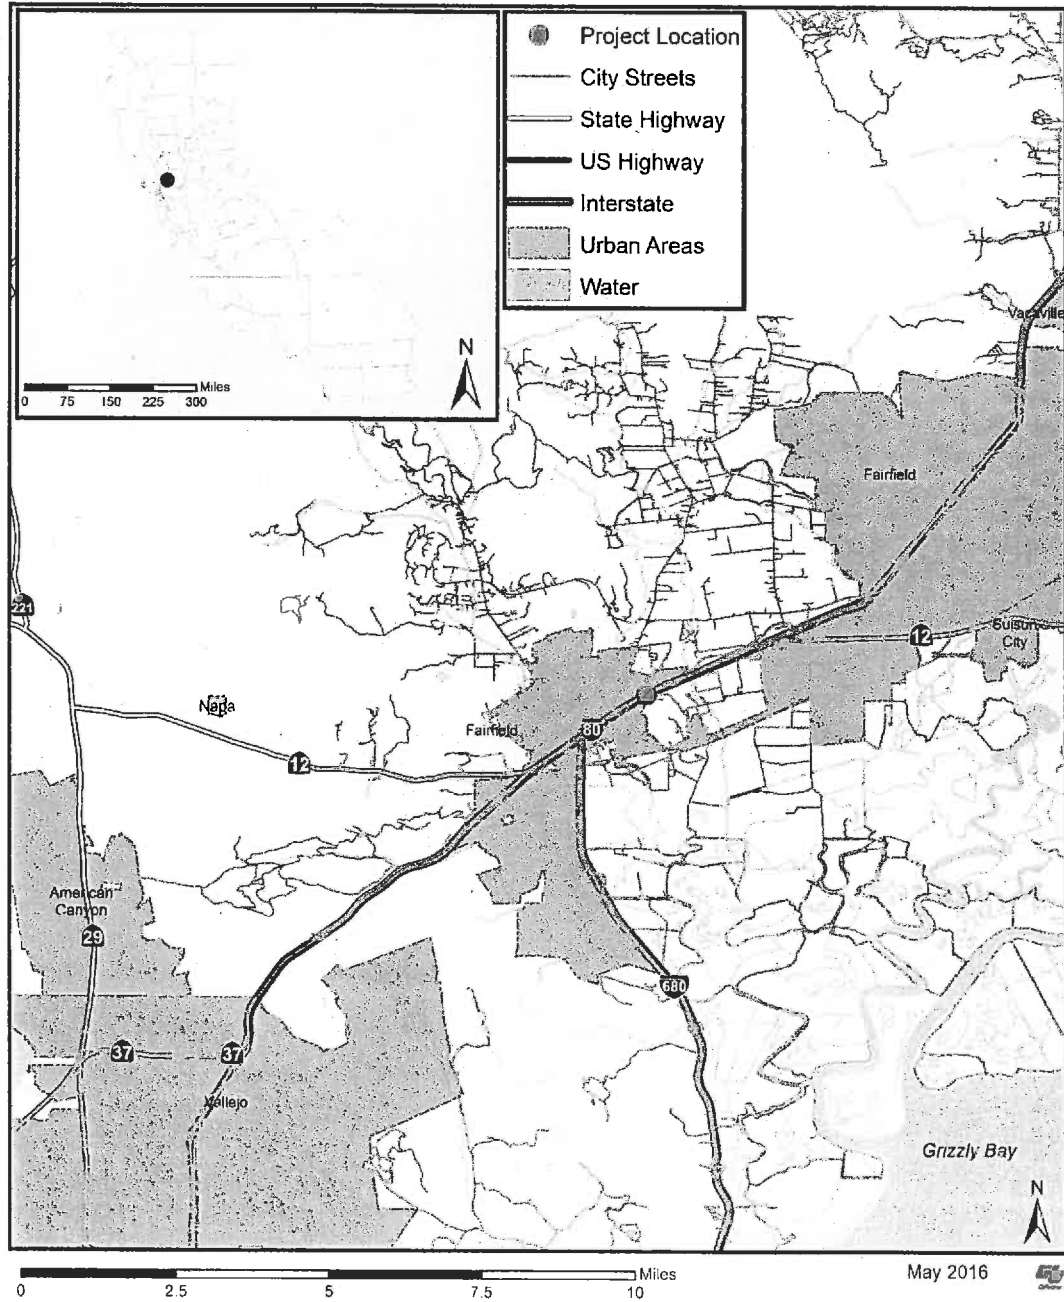 Project Location
City Streets
State Highway
US Highway
Interstate
Urban Areas
Water
N
Miles
0 75 150 225 300
Vacaville
Fairfield
221
12
Suisun
City
Napa
Fairfield
80
12
American
Canyon
29
680
37
37
Vallejo
Grizzly Bay
N
Miles
0 2.5 5 7.5 10
May 2016